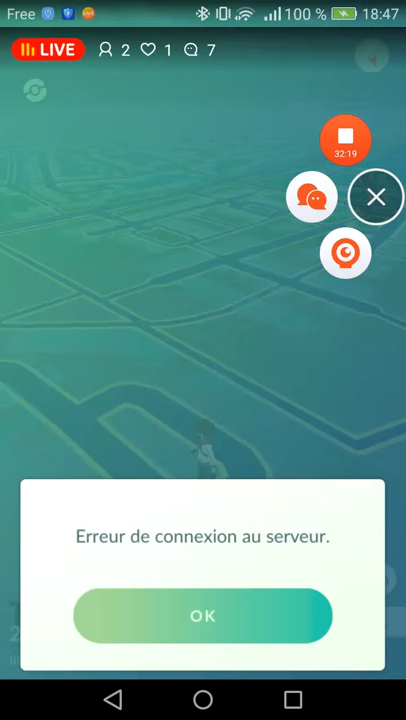 Free 100 % 18:47
LIVE 2 1 7
32:19
Erreur de connexion au serveur.
OK